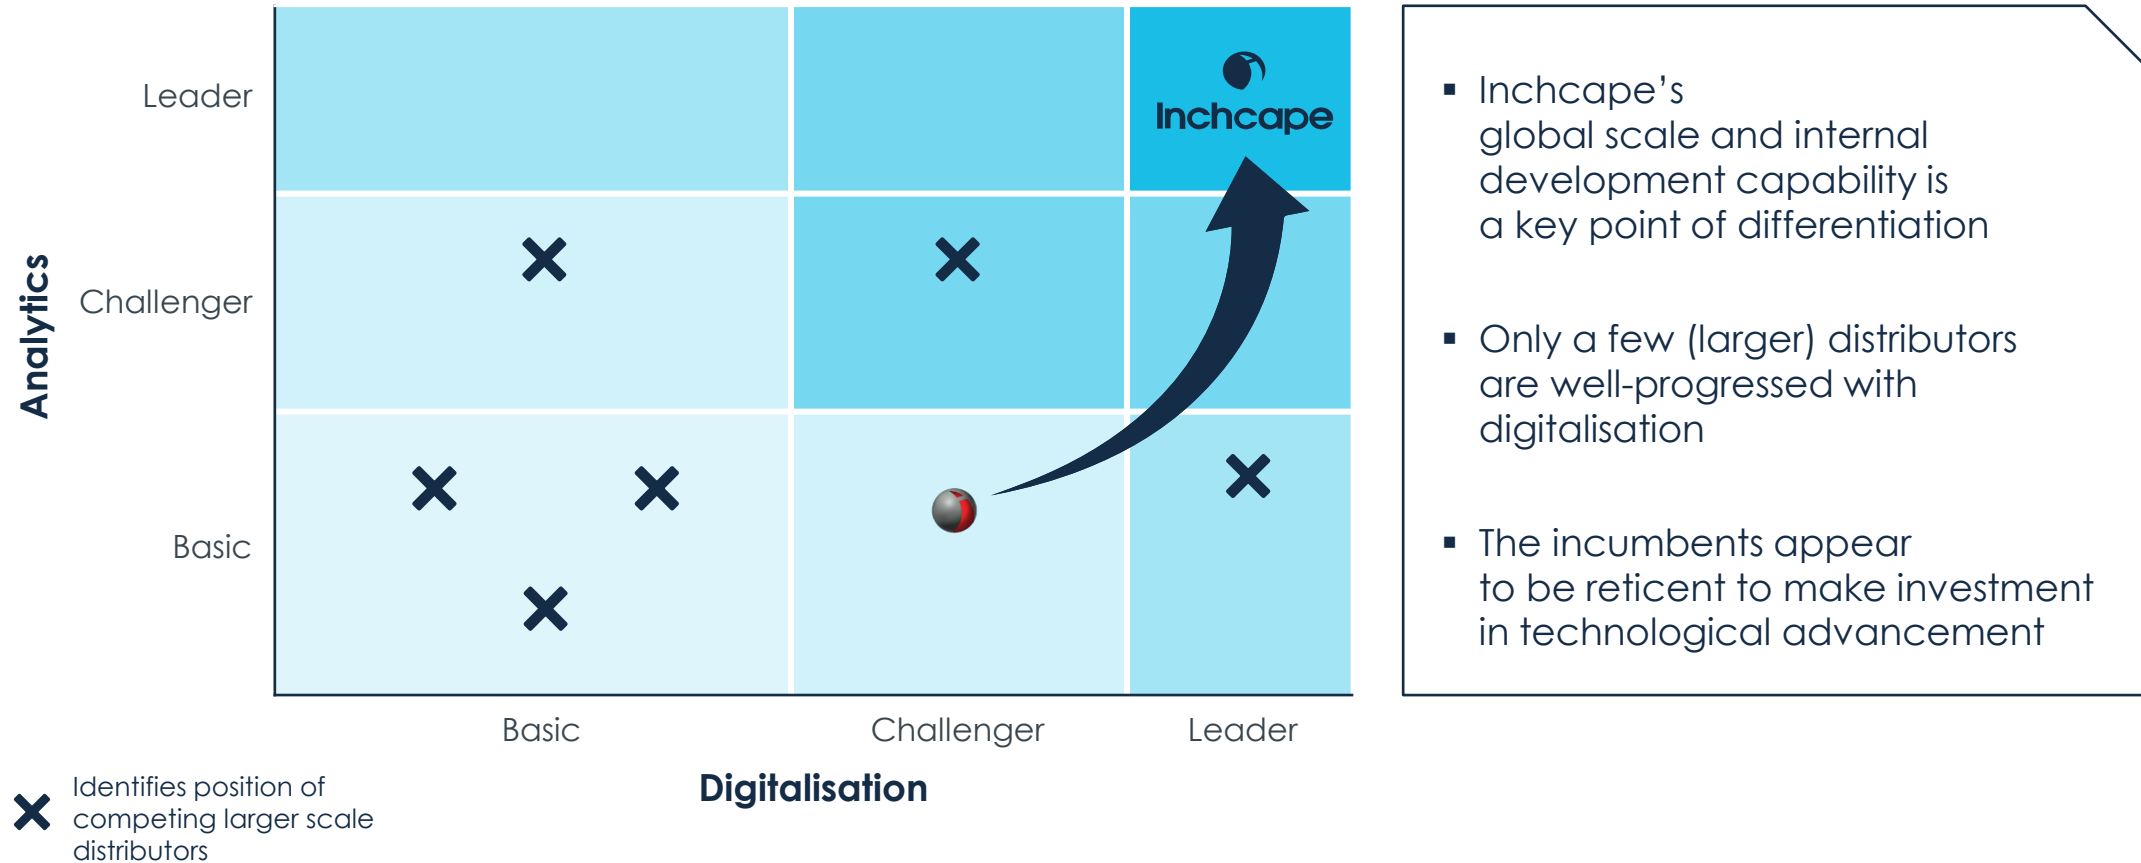 Leader
Inchcape
Challenger
Analytics
Basic
Basic
Challenger
Leader
Digitalisation
Identifies position of
competing larger scale
distributors
▪ Inchcape’s
global scale and internal
development capability is
a key point of differentiation
▪ Only a few (larger) distributors
are well-progressed with
digitalisation
▪ The incumbents appear
to be reticent to make investment
in technological advancement